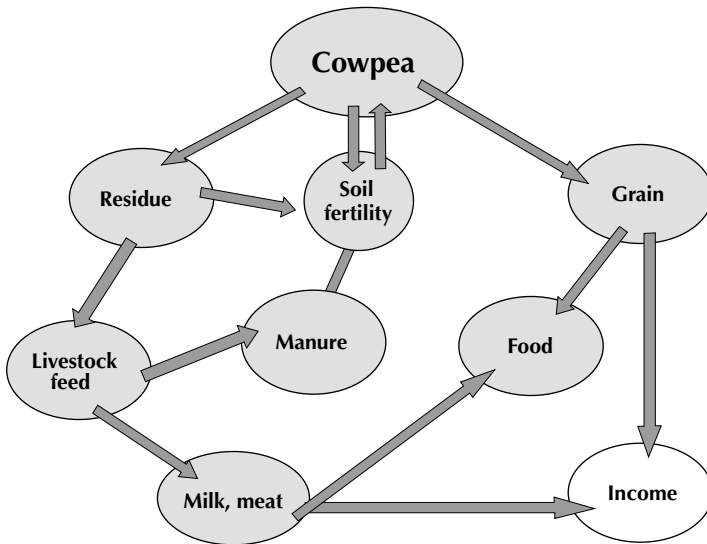 Cowpea
Residue
Soil
fertility
Grain
Livestock
feed
Manure
Food
Milk, meat
Income